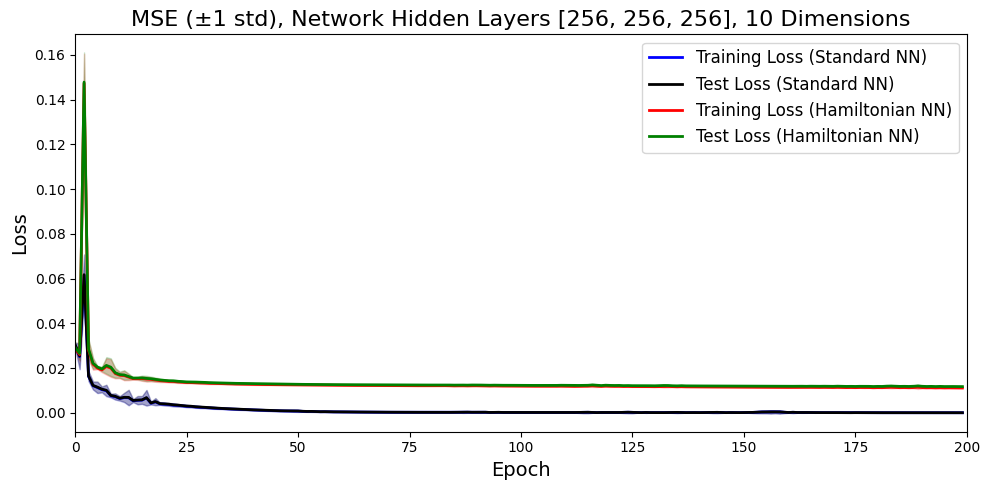 MSE (±1 std), Network Hidden Layers [256, 256, 256], 10 Dimensions
Training Loss (Standard NN)
Test Loss (Standard NN)
Training Loss (Hamiltonian NN)
Test Loss (Hamiltonian NN)
Loss
0.16
0.14
0.12
0.10
0.08
0.06
0.04
0.02
0.00
0 25 50 75 100 125 150 175 200
Epoch